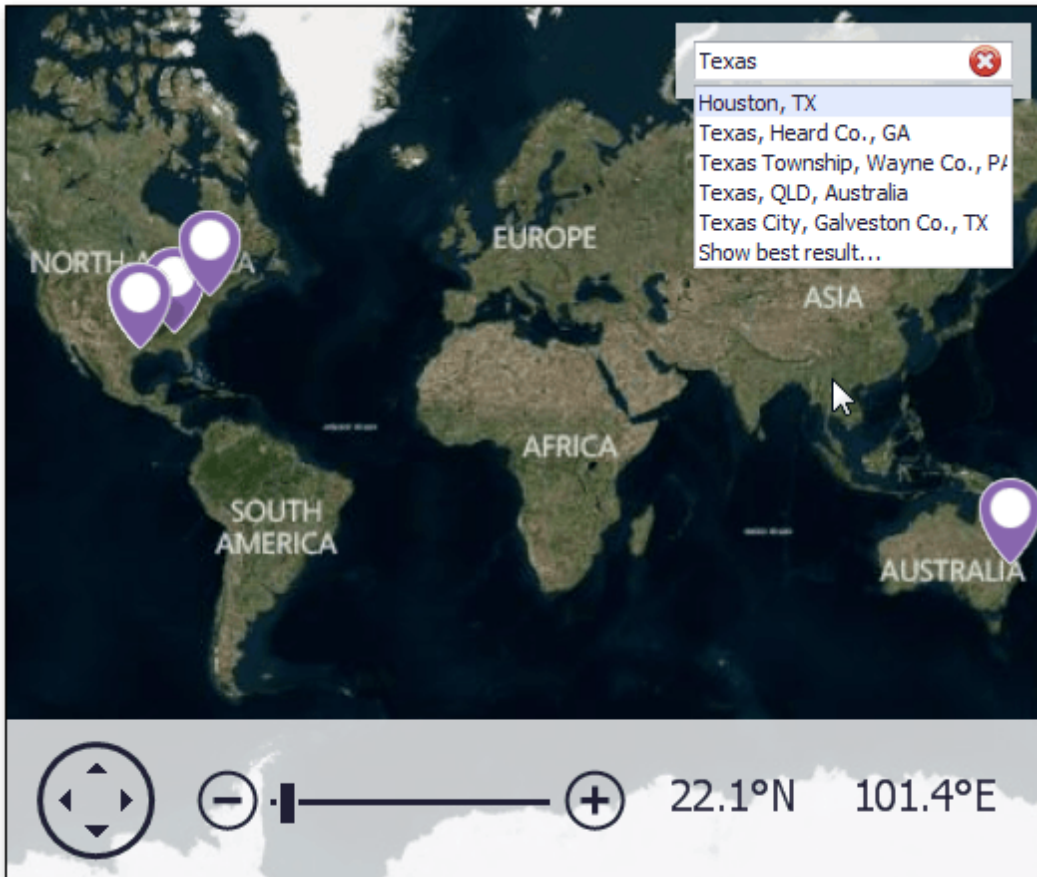 Texas
Houston, TX
Texas, Heard Co., GA
Texas Township, Wayne Co., PA
Texas, QLD, Australia
Texas City, Galveston Co., TX
Show best result...
NORTH A
A
EUROPE
ASIA
AFRICA
SOUTH
AMERICA
AUSTRALIA
22.1°N 101.4°E